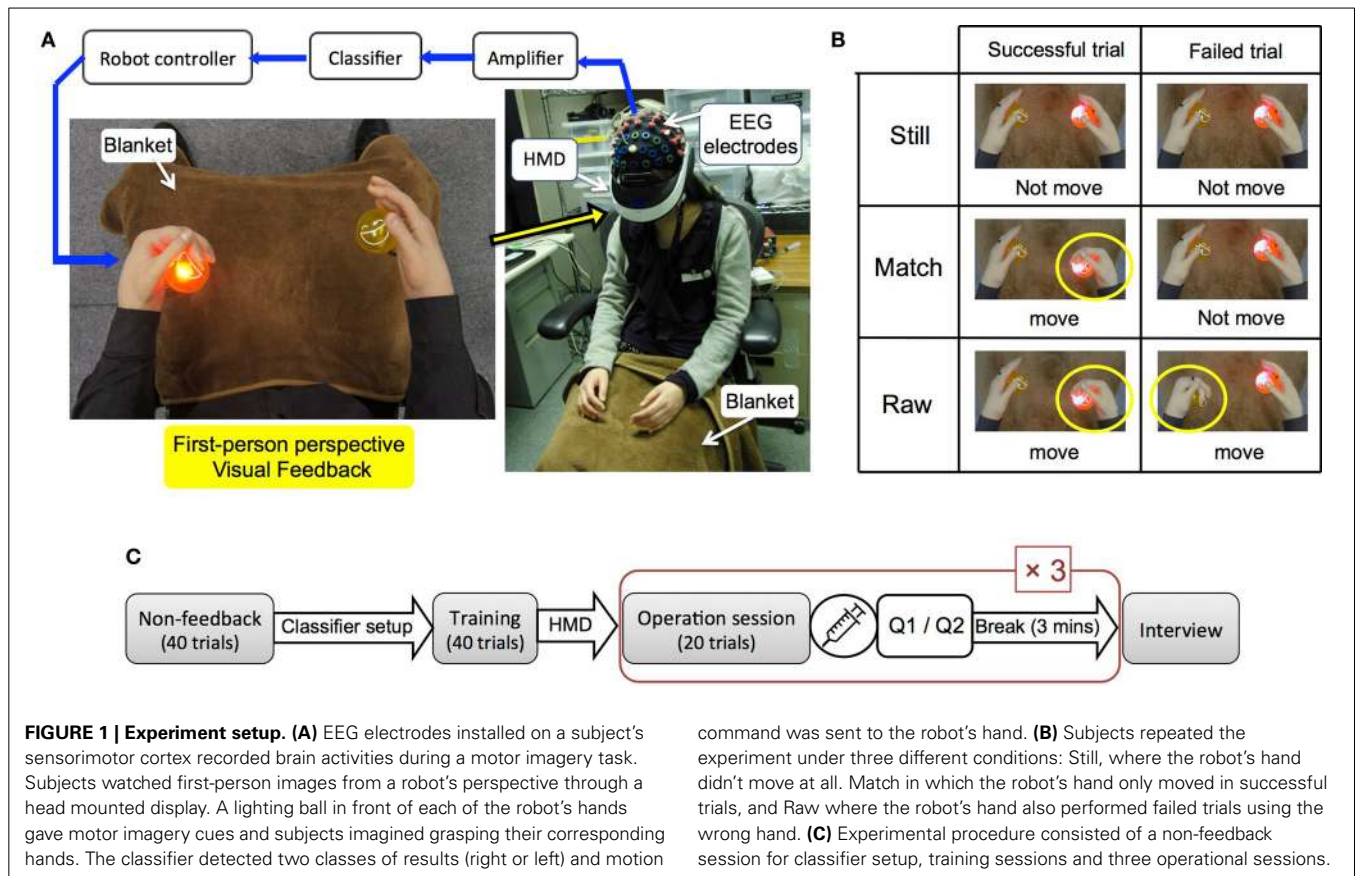 A
Robot controller
Classifier
Amplifier
Blanket
HMD
EEG
electrodes
Blanket
First-person perspective
Visual Feedback
B
Successful trial
Failed trial
Still
Not move
Not move
Match
move
Not move
Raw
move
move
C
× 3
Non-feedback
(40 trials)
Classifier setup
Training
(40 trials)
HMD
Operation session
(20 trials)
Q1 / Q2
Break (3 mins)
Interview
FIGURE 1 | Experiment setup. (A) EEG electrodes installed on a subject's
sensorimotor cortex recorded brain activities during a motor imagery task.
Subjects watched first-person images from a robot's perspective through a
head mounted display. A lighting ball in front of each of the robot's hands
gave motor imagery cues and subjects imagined grasping their corresponding
hands. The classifier detected two classes of results (right or left) and motion
command was sent to the robot's hand. (B) Subjects repeated the
experiment under three different conditions: Still, where the robot's hand
didn't move at all. Match in which the robot's hand only moved in successful
trials, and Raw where the robot's hand also performed failed trials using the
wrong hand. (C) Experimental procedure consisted of a non-feedback
session for classifier setup, training sessions and three operational sessions.